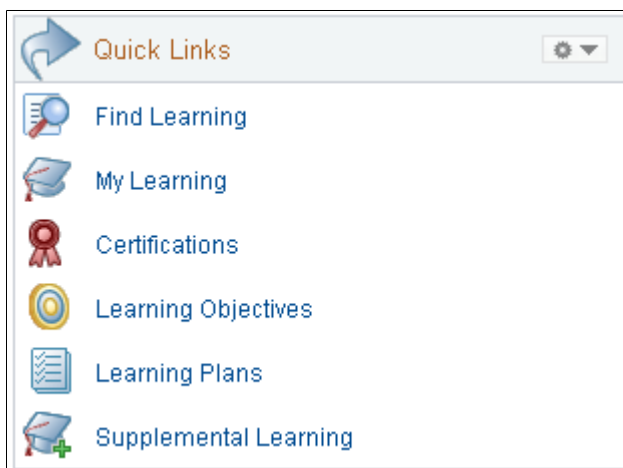 Quick Links
Find Learning
My Learning
Certifications
Learning Objectives
Learning Plans
Supplemental Learning